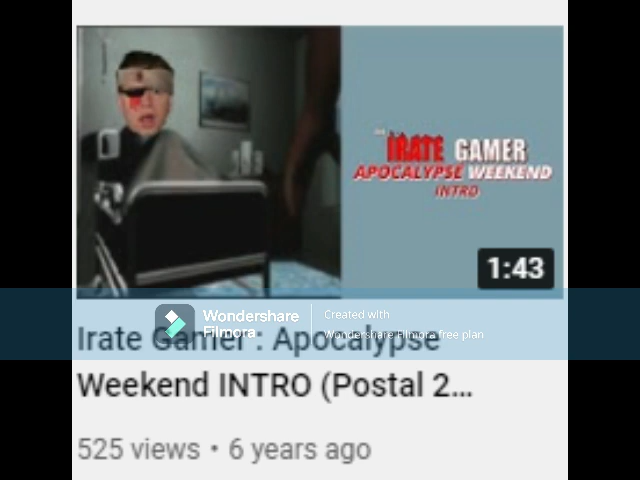 IRATE GAMER
APOCALYPSE WEEKEND
INTRO
1:43
Wondershare
Filmora
Created with
Wondershare Filmora free plan
Irate Gamer : Apocalypse
Weekend INTRO (Postal 2...
525 views • 6 years ago